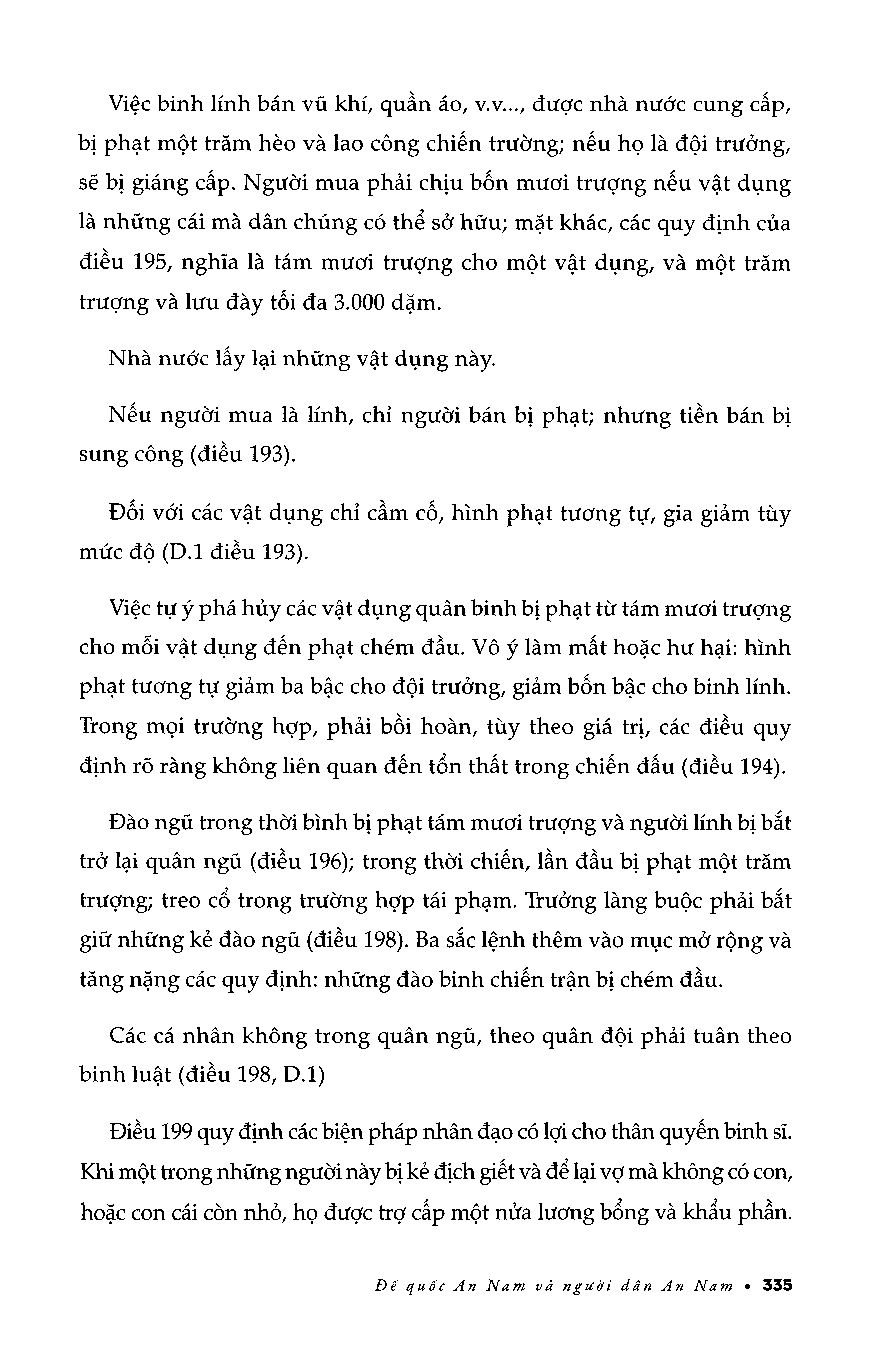 Việc binh lính bán vũ khí, quần áo, v.v..., được nhà nước cung cấp,
bị phạt một trăm hèo và lao công chiến trường; nếu họ là đội trưởng,
sẽ bị giáng cấp. Người mua phải chịu bốn mươi trượng nếu vật dụng
là những cái mà dân chúng có thể sở hữu; mặt khác, các quy định của
điều 195, nghĩa là tám mươi trượng cho một vật dụng, và một trăm
trượng và lưu đày tối đa 3.000 dặm.
Nhà nước lấy lại những vật dụng này.
Nếu người mua là lính, chỉ người bán bị phạt; nhưng tiền bán bị
sung công (điều 193).
Đối với các vật dụng chỉ cầm cố, hình phạt tương tự, gia giảm tùy
mức độ (D.1 điều 193).
Việc tự ý phá hủy các vật dụng quân binh bị phạt từ tám mươi trượng
cho mỗi vật dụng đến phạt chém đầu. Vô ý làm mất hoặc hư hại: hình
phạt tương tự giảm ba bậc cho đội trưởng, giảm bốn bậc cho binh lính.
Trong mọi trường hợp, phải bồi hoàn, tùy theo giá trị, các điều quy
định rõ ràng không liên quan đến tổn thất trong chiến đấu (điều 194).
Đào ngũ trong thời bình bị phạt tám mươi trượng và người lính bị bắt
trở lại quân ngũ (điều 196); trong thời chiến, lần đầu bị phạt một trăm
trượng; treo cổ trong trường hợp tái phạm. Trưởng làng buộc phải bắt
giữ những kẻ đào ngũ (điều 198). Ba sắc lệnh thêm vào mục mở rộng và
tăng nặng các quy định: những đào binh chiến trận bị chém đầu.
Các cá nhân không trong quân ngũ, theo quân đội phải tuân theo
binh luật (điều 198, D.1)
Điều 199 quy định các biện pháp nhân đạo có lợi cho thân quyến binh sĩ.
Khi một trong những người này bị kẻ địch giết và để lại vợ mà không có con,
hoặc con cái còn nhỏ, họ được trợ cấp một nửa lương bổng và khẩu phần.
Đế quốc An Nam và người dân An Nam • 335